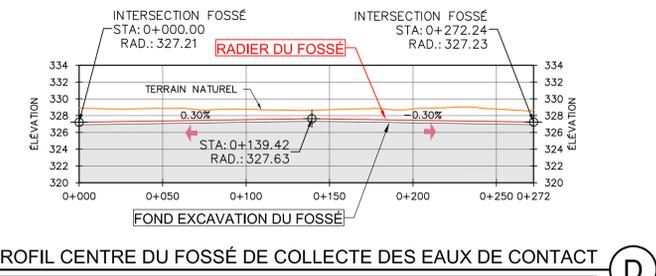 INTERSECTION FOSSÉ
STA: 0+000.00
RAD.: 327.21
INTERSECTION FOSSÉ
STA: 0+272.24
RAD.: 327.23
RADIER DU FOSSÉ
334
332
330
328
326
324
322
320
ÉLÉVATION
TERRAIN NATUREL
0.30%
-0.30%
STA: 0+139.42
RAD.: 327.63
334
332
330
328
326
324
322
320
ÉLÉVATION
0+000
0+050
0+100
0+150
0+200
0+250
0+272
FOND EXCAVATION DU FOSSÉ
ROFIL CENTRE DU FOSSÉ DE COLLECTE DES EAUX DE CONTACT
D